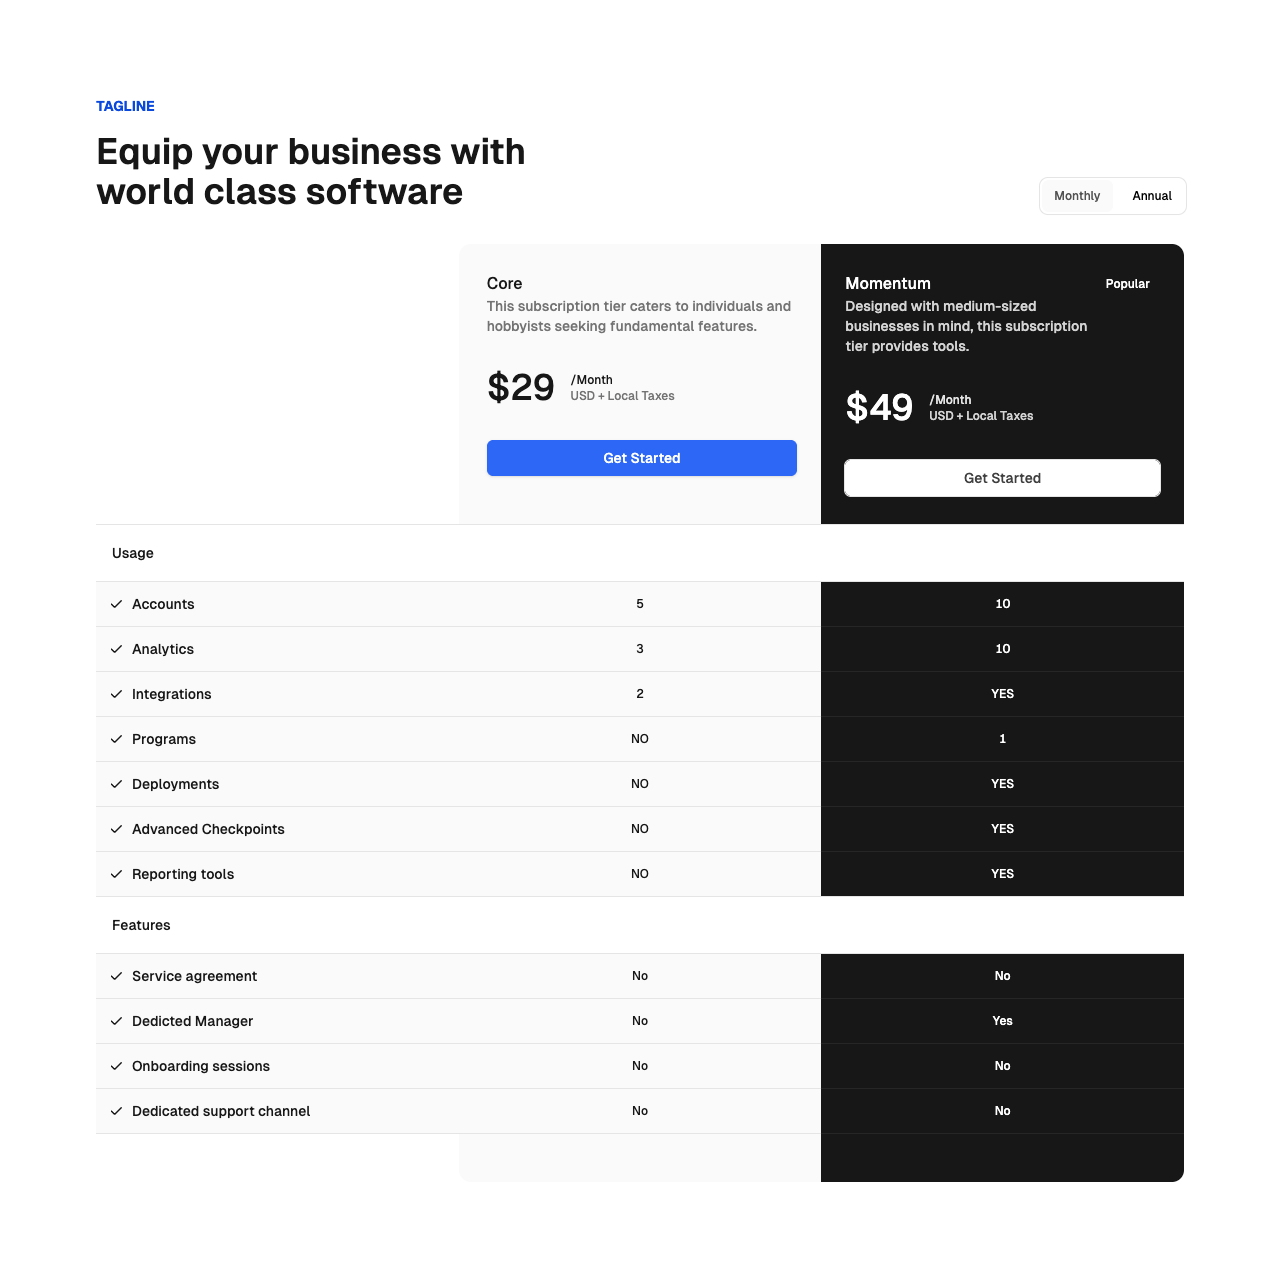 TAGLINE
Equip your business with
world class software
Monthly
Annual
Core
This subscription tier caters to individuals and
hobbyists seeking fundamental features.
$29
/Month
USD + Local Taxes
Get Started
Momentum
Popular
Designed with medium-sized
businesses in mind, this subscription
tier provides tools.
$49
/Month
USD + Local Taxes
Get Started
Usage
Accounts 5 10
Analytics 3 10
Integrations 2 YES
Programs NO 1
Deployments NO YES
Advanced Checkpoints NO YES
Reporting tools NO YES
Features
Service agreement No No
Dedicted Manager No Yes
Onboarding sessions No No
Dedicated support channel No No